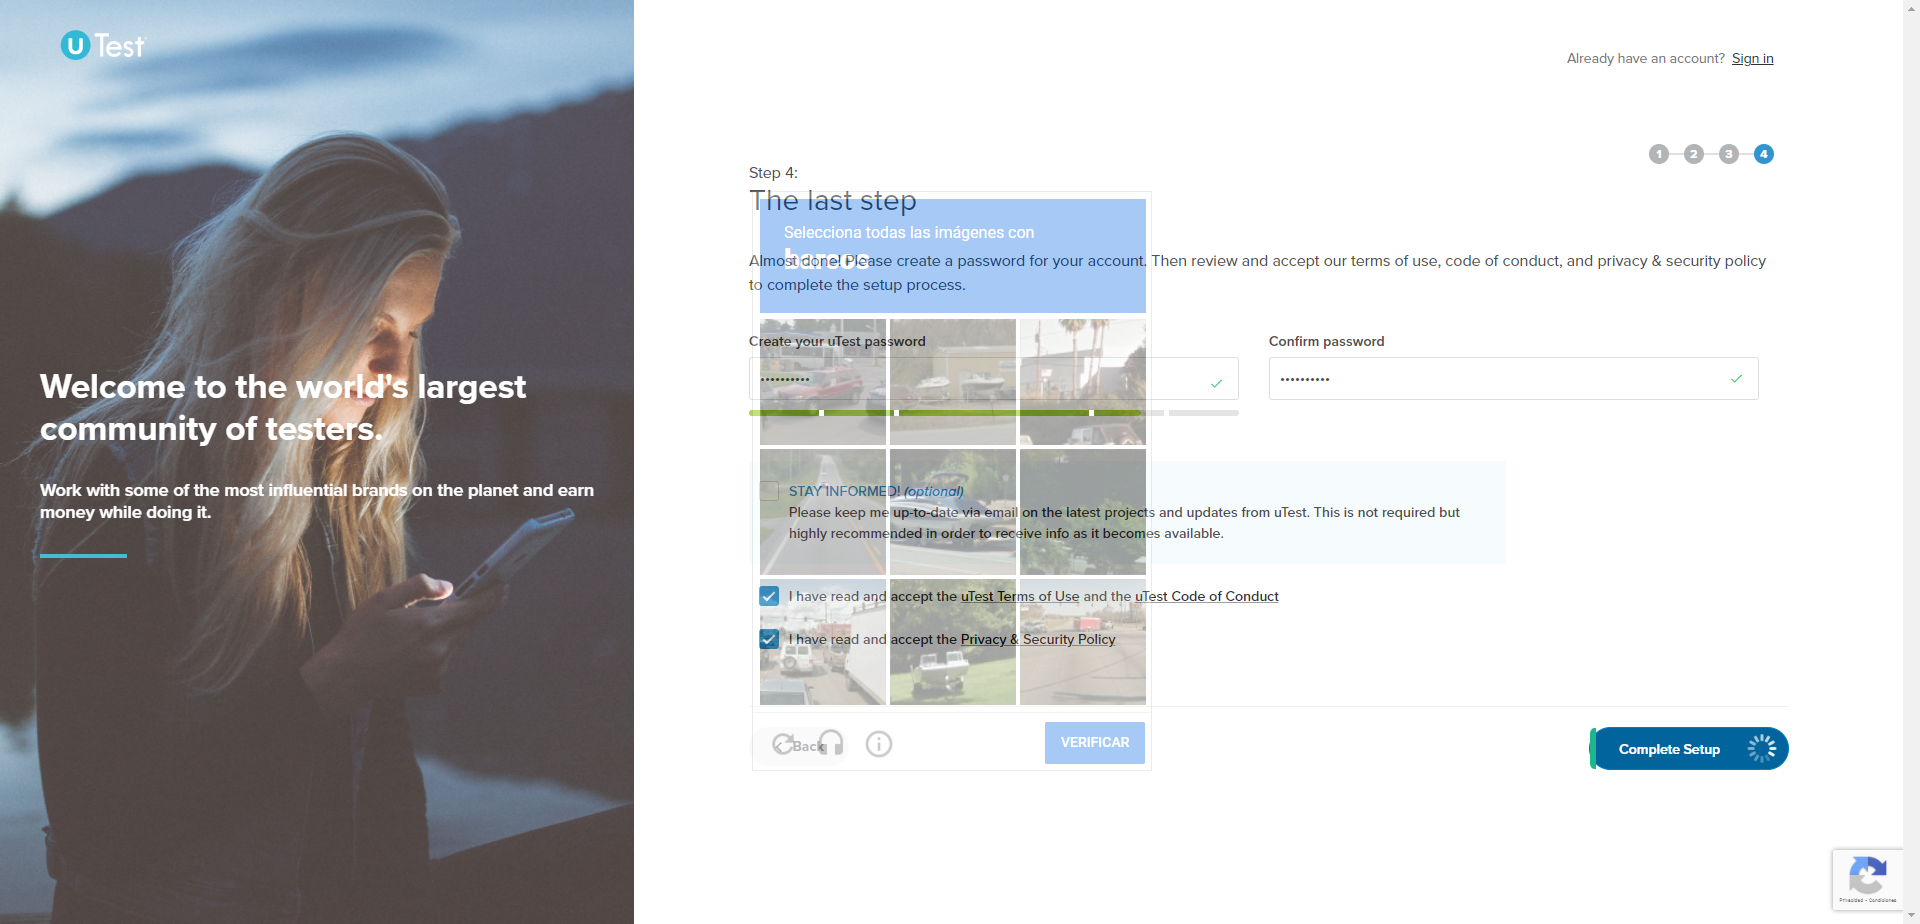 uTest
Already have an account? Sign in
1 2 3 4
Step 4:
The last step
Selecciona todas las imágenes con
barcos
Almost done! Please create a password for your account. Then review and accept our terms of use, code of conduct, and privacy & security policy
to complete the setup process.
Create your uTest password
Confirm password
••••••••••
••••••••••
Welcome to the world's largest
community of testers.
Work with some of the most influential brands on the planet and earn
money while doing it.
STAY INFORMED! (optional)
Please keep me up-to-date via email on the latest projects and updates from uTest. This is not required but
highly recommended in order to receive info as it becomes available.
I have read and accept the uTest Terms of Use and the uTest Code of Conduct
I have read and accept the Privacy & Security Policy
Back
VERIFICAR
Complete Setup
Privacidad - Condiciones